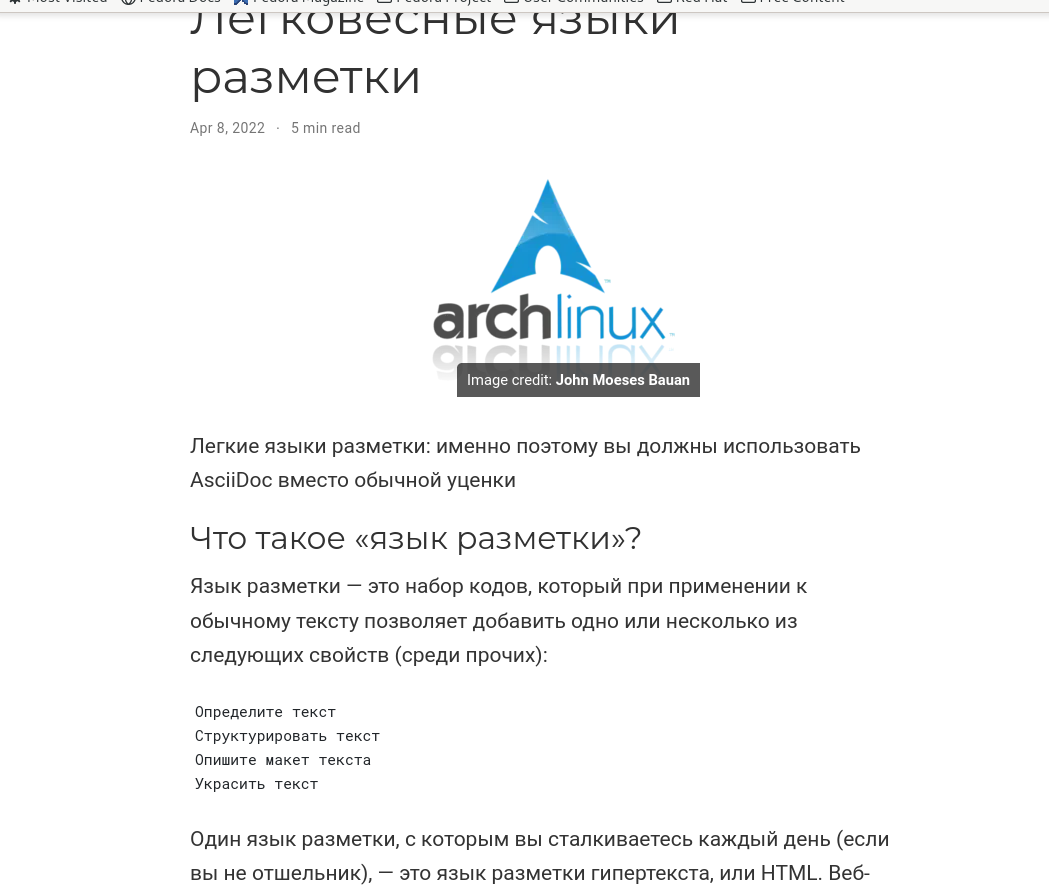 Most Visited Fedora Docs Fedora Magazine Fedora Project User Communities Red Hat Free Content
Легковесные языки
разметки
Apr 8, 2022 · 5 min read
archlinux
Image credit: John Moeses Bauan
Легкие языки разметки: именно поэтому вы должны использовать
AsciiDoc вместо обычной уценки
Что такое «язык разметки»?
Язык разметки — это набор кодов, который при применении к
обычному тексту позволяет добавить одно или несколько из
следующих свойств (среди прочих):
Определите текст
Структурировать текст
Опишите макет текста
Украсить текст
Один язык разметки, с которым вы сталкиваетесь каждый день (если
вы не отшельник), — это язык разметки гипертекста, или HTML. Веб-